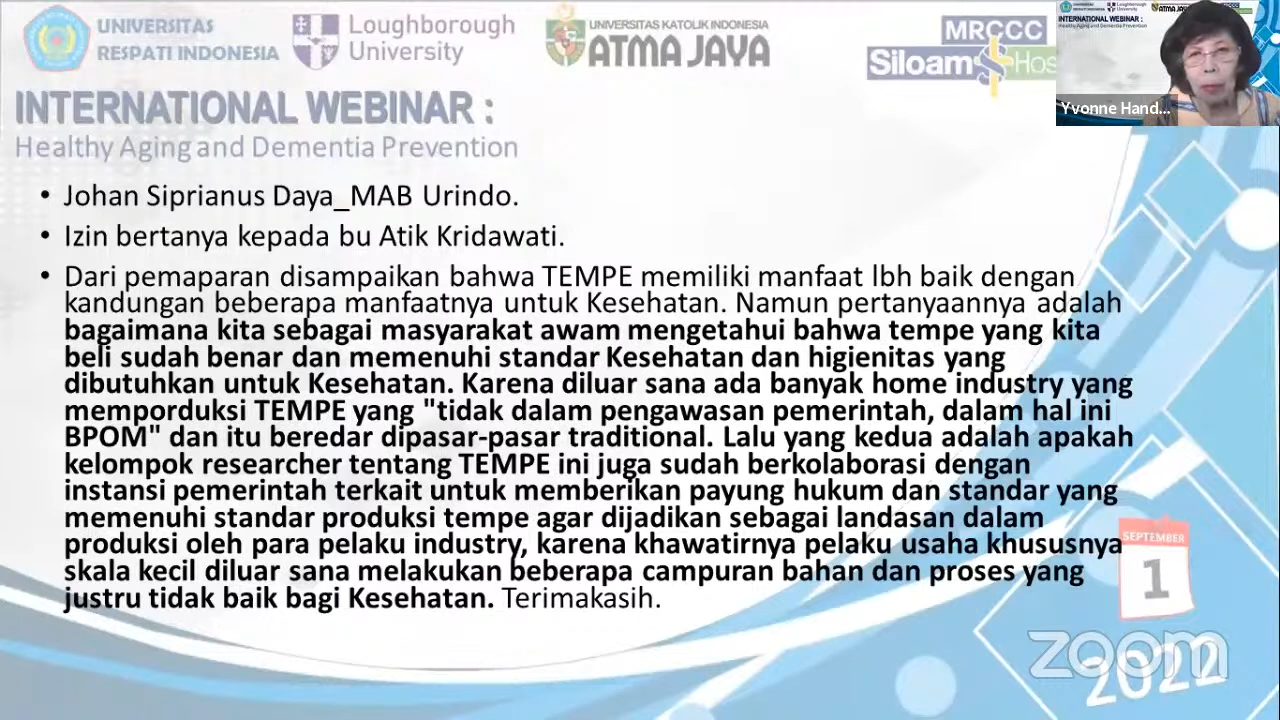 UNIVERSITAS
RESPATI INDONESIA
Loughborough
University
UNIVERSITAS KATOLIK INDONESIA
ATMA JAYA
MRCCC
Siloam Hos
INTERNATIONAL WEBINAR :
Healthy Aging and Dementia Prevention
Yvonne Hand...
• Johan Siprianus Daya_MAB Urindo.
• Izin bertanya kepada bu Atik Kridawati.
• Dari pemaparan disampaikan bahwa TEMPE memiliki manfaat lbh baik dengan
kandungan beberapa manfaatnya untuk Kesehatan. Namun pertanyaannya adalah
bagaimana kita sebagai masyarakat awam mengetahui bahwa tempe yang kita
beli sudah benar dan memenuhi standar Kesehatan dan higienitas yang
dibutuhkan untuk Kesehatan. Karena diluar sana ada banyak home industry yang
memporduksi TEMPE yang "tidak dalam pengawasan pemerintah, dalam hal ini
BPOM" dan itu beredar dipasar-pasar traditional. Lalu yang kedua adalah apakah
kelompok researcher tentang TEMPE ini juga sudah berkolaborasi dengan
instansi pemerintah terkait untuk memberikan payung hukum dan standar yang
memenuhi standar produksi tempe agar dijadikan sebagai landasan dalam
produksi oleh para pelaku industry, karena khawatirnya pelaku usaha khususnya
skala kecil diluar sana melakukan beberapa campuran bahan dan proses yang
justru tidak baik bagi Kesehatan. Terimakasih.
SEPTEMBER
1
zoom
2022